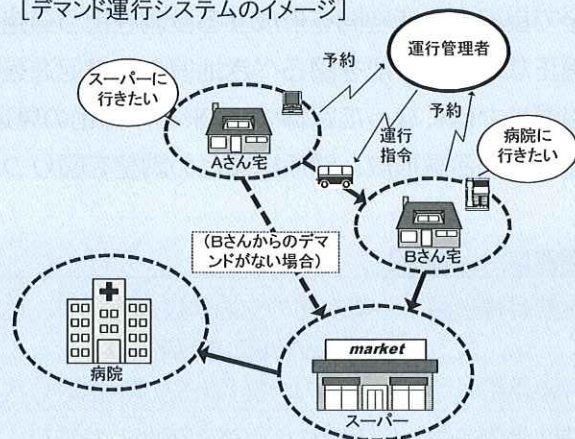 [デマンド運行システムのイメージ]
運行管理者
予約
スーパーに
行きたい
予約
Aさん宅
運行
指令
病院に
行きたい
Bさん宅
(Bさんからのデマ
ンドがない場合)
病院
market
スーパー